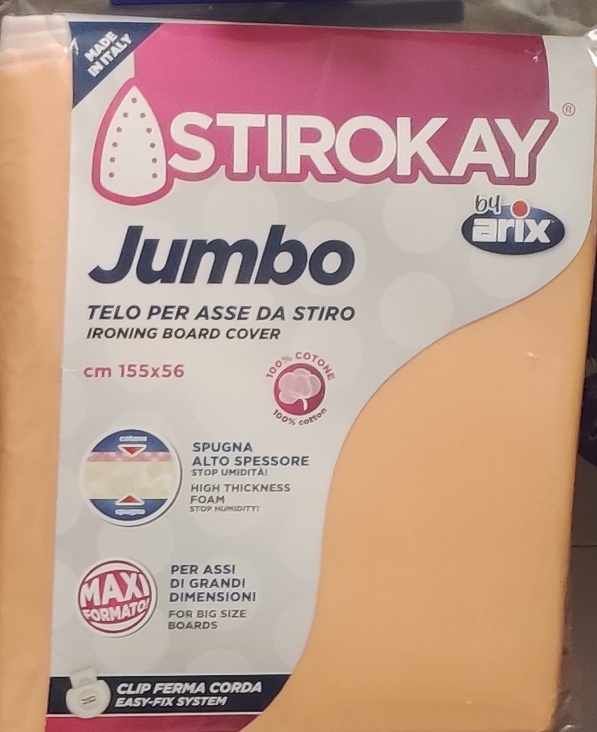 MADE
IN ITALY
STIROKAY®
by
arix
Jumbo
TELO PER ASSE DA STIRO
IRONING BOARD COVER
cm 155x56
100% COTONE
100% cotton
cotone
spugna
SPUGNA
ALTO SPESSORE
STOP UMIDITÀ!
HIGH THICKNESS
FOAM
STOP HUMIDITY!
MAXI
FORMATO!
PER ASSI
DI GRANDI
DIMENSIONI
FOR BIG SIZE
BOARDS
CLIP FERMA CORDA
EASY-FIX SYSTEM